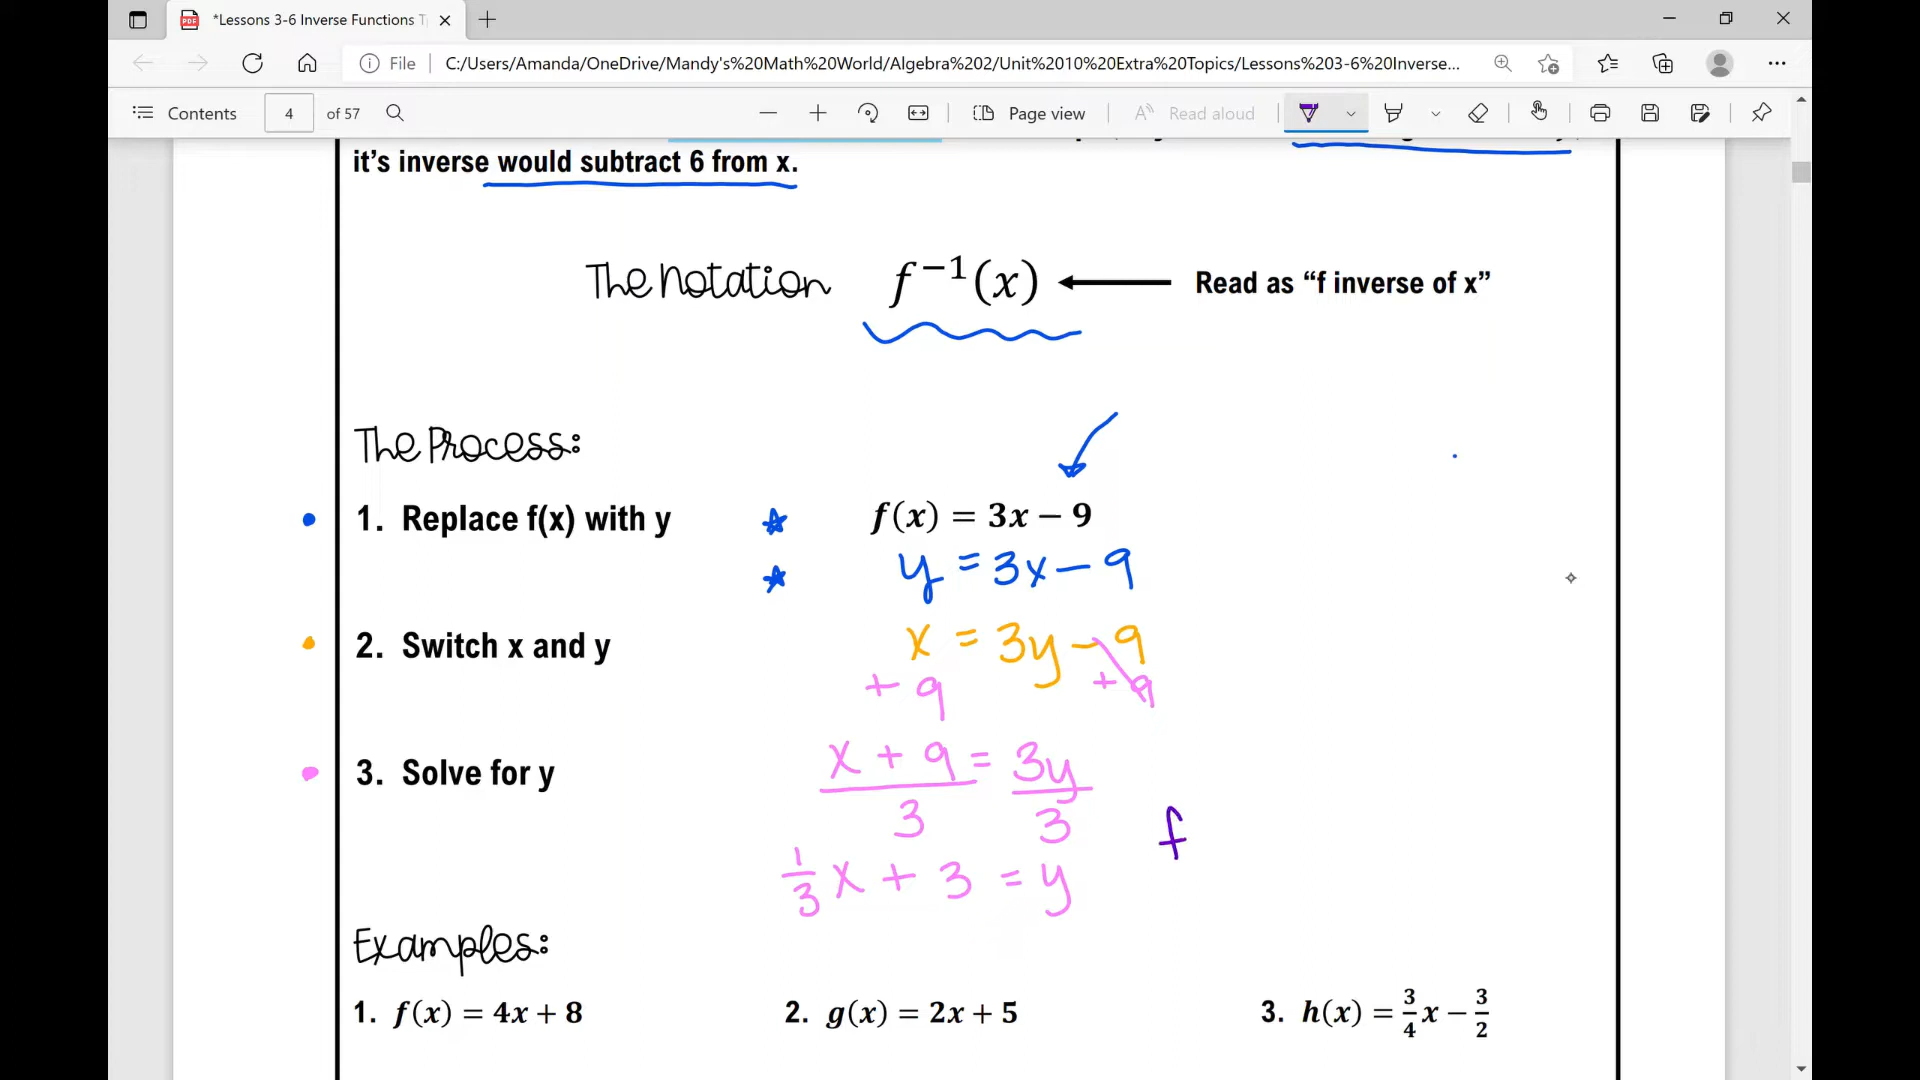 *Lessons 3-6 Inverse Functions T
File
C:/Users/Amanda/OneDrive/Mandy's%20Math%20World/Algebra%202/Unit%2010%20Extra%20Topics/Lessons%203-6%20Inverse...
Contents 4 of 57 Page view Read aloud
it's inverse would subtract 6 from x.
The Notation f⁻¹(x) Read as “f inverse of x”
The Process:
1. Replace f(x) with y f(x) = 3x − 9
y = 3x − 9
2. Switch x and y x = 3y − 9
+ 9 + 9
3. Solve for y x + 9 = 3y
3 3
f
1/3 x + 3 = y
Examples:
1. f(x) = 4x + 8 2. g(x) = 2x + 5 3. h(x) = 3/4 x − 3/2